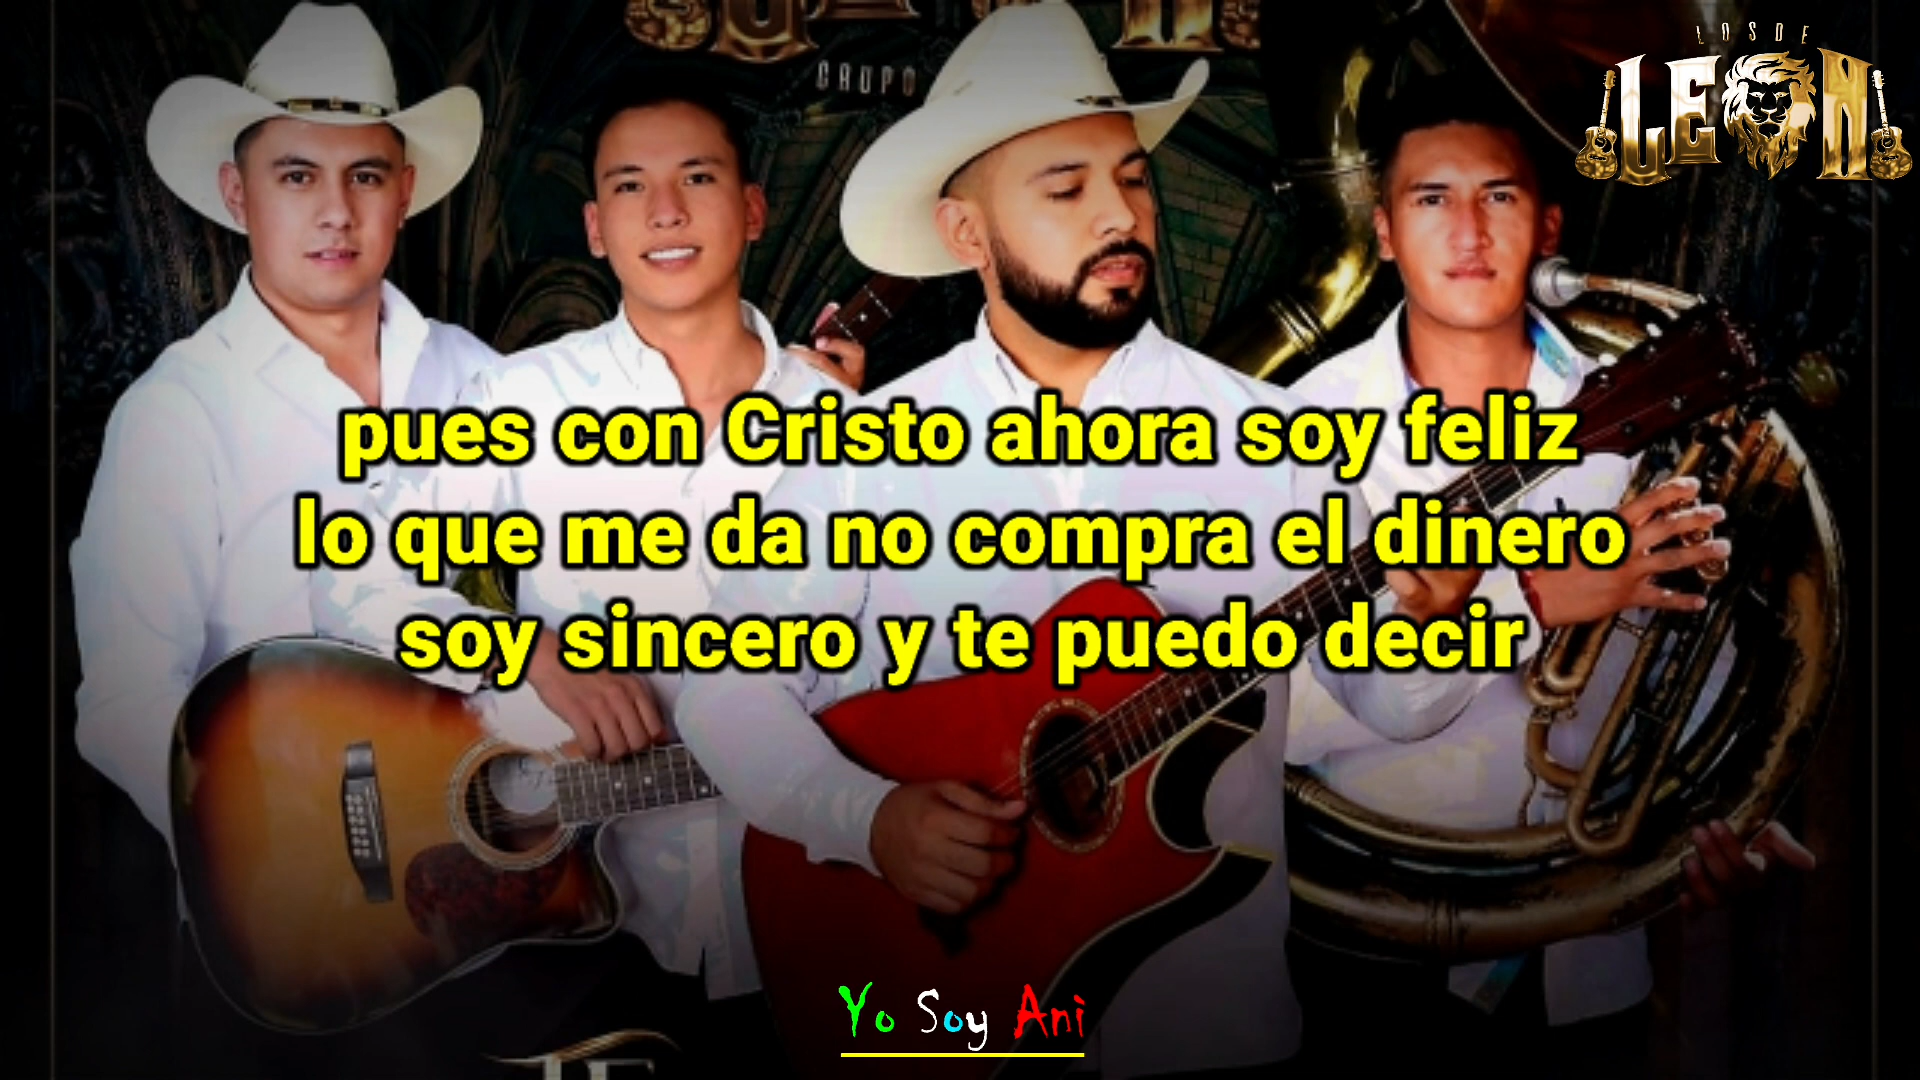 GRUPO
LOS DE
LEON
pues con Cristo ahora soy feliz
lo que me da no compra el dinero
soy sincero y te puedo decir
Yo Soy Ani